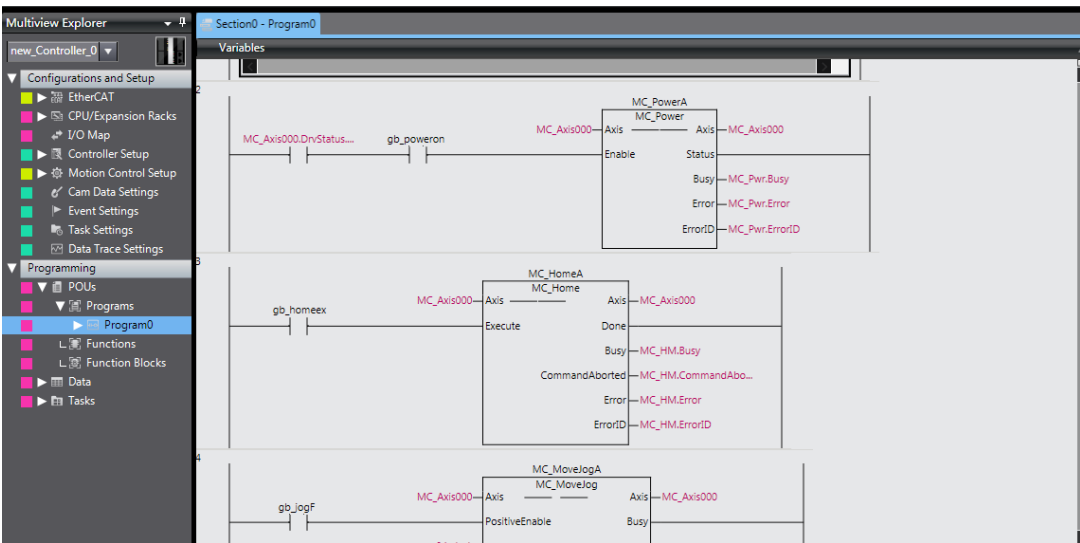 Multiview Explorer
new_Controller_0
Configurations and Setup
EtherCAT
CPU/Expansion Racks
I/O Map
Controller Setup
Motion Control Setup
Cam Data Settings
Event Settings
Task Settings
Data Trace Settings
Programming
POUs
Programs
Program0
Functions
Function Blocks
Data
Tasks
Section0 - Program0
Variables
2
MC_PowerA
MC_Power
MC_Axis000 Axis Axis MC_Axis000
MC_Axis000.DrvStatus.... gb_poweron
Enable Status
Busy MC_Pwr.Busy
Error MC_Pwr.Error
ErrorID MC_Pwr.ErrorID
3
MC_HomeA
MC_Home
MC_Axis000 Axis Axis MC_Axis000
gb_homeex
Execute Done
Busy MC_HM.Busy
CommandAborted MC_HM.CommandAbo...
Error MC_HM.Error
ErrorID MC_HM.ErrorID
4
MC_MoveJogA
MC_MoveJog
MC_Axis000 Axis Axis MC_Axis000
gb_jogF
PositiveEnable Busy